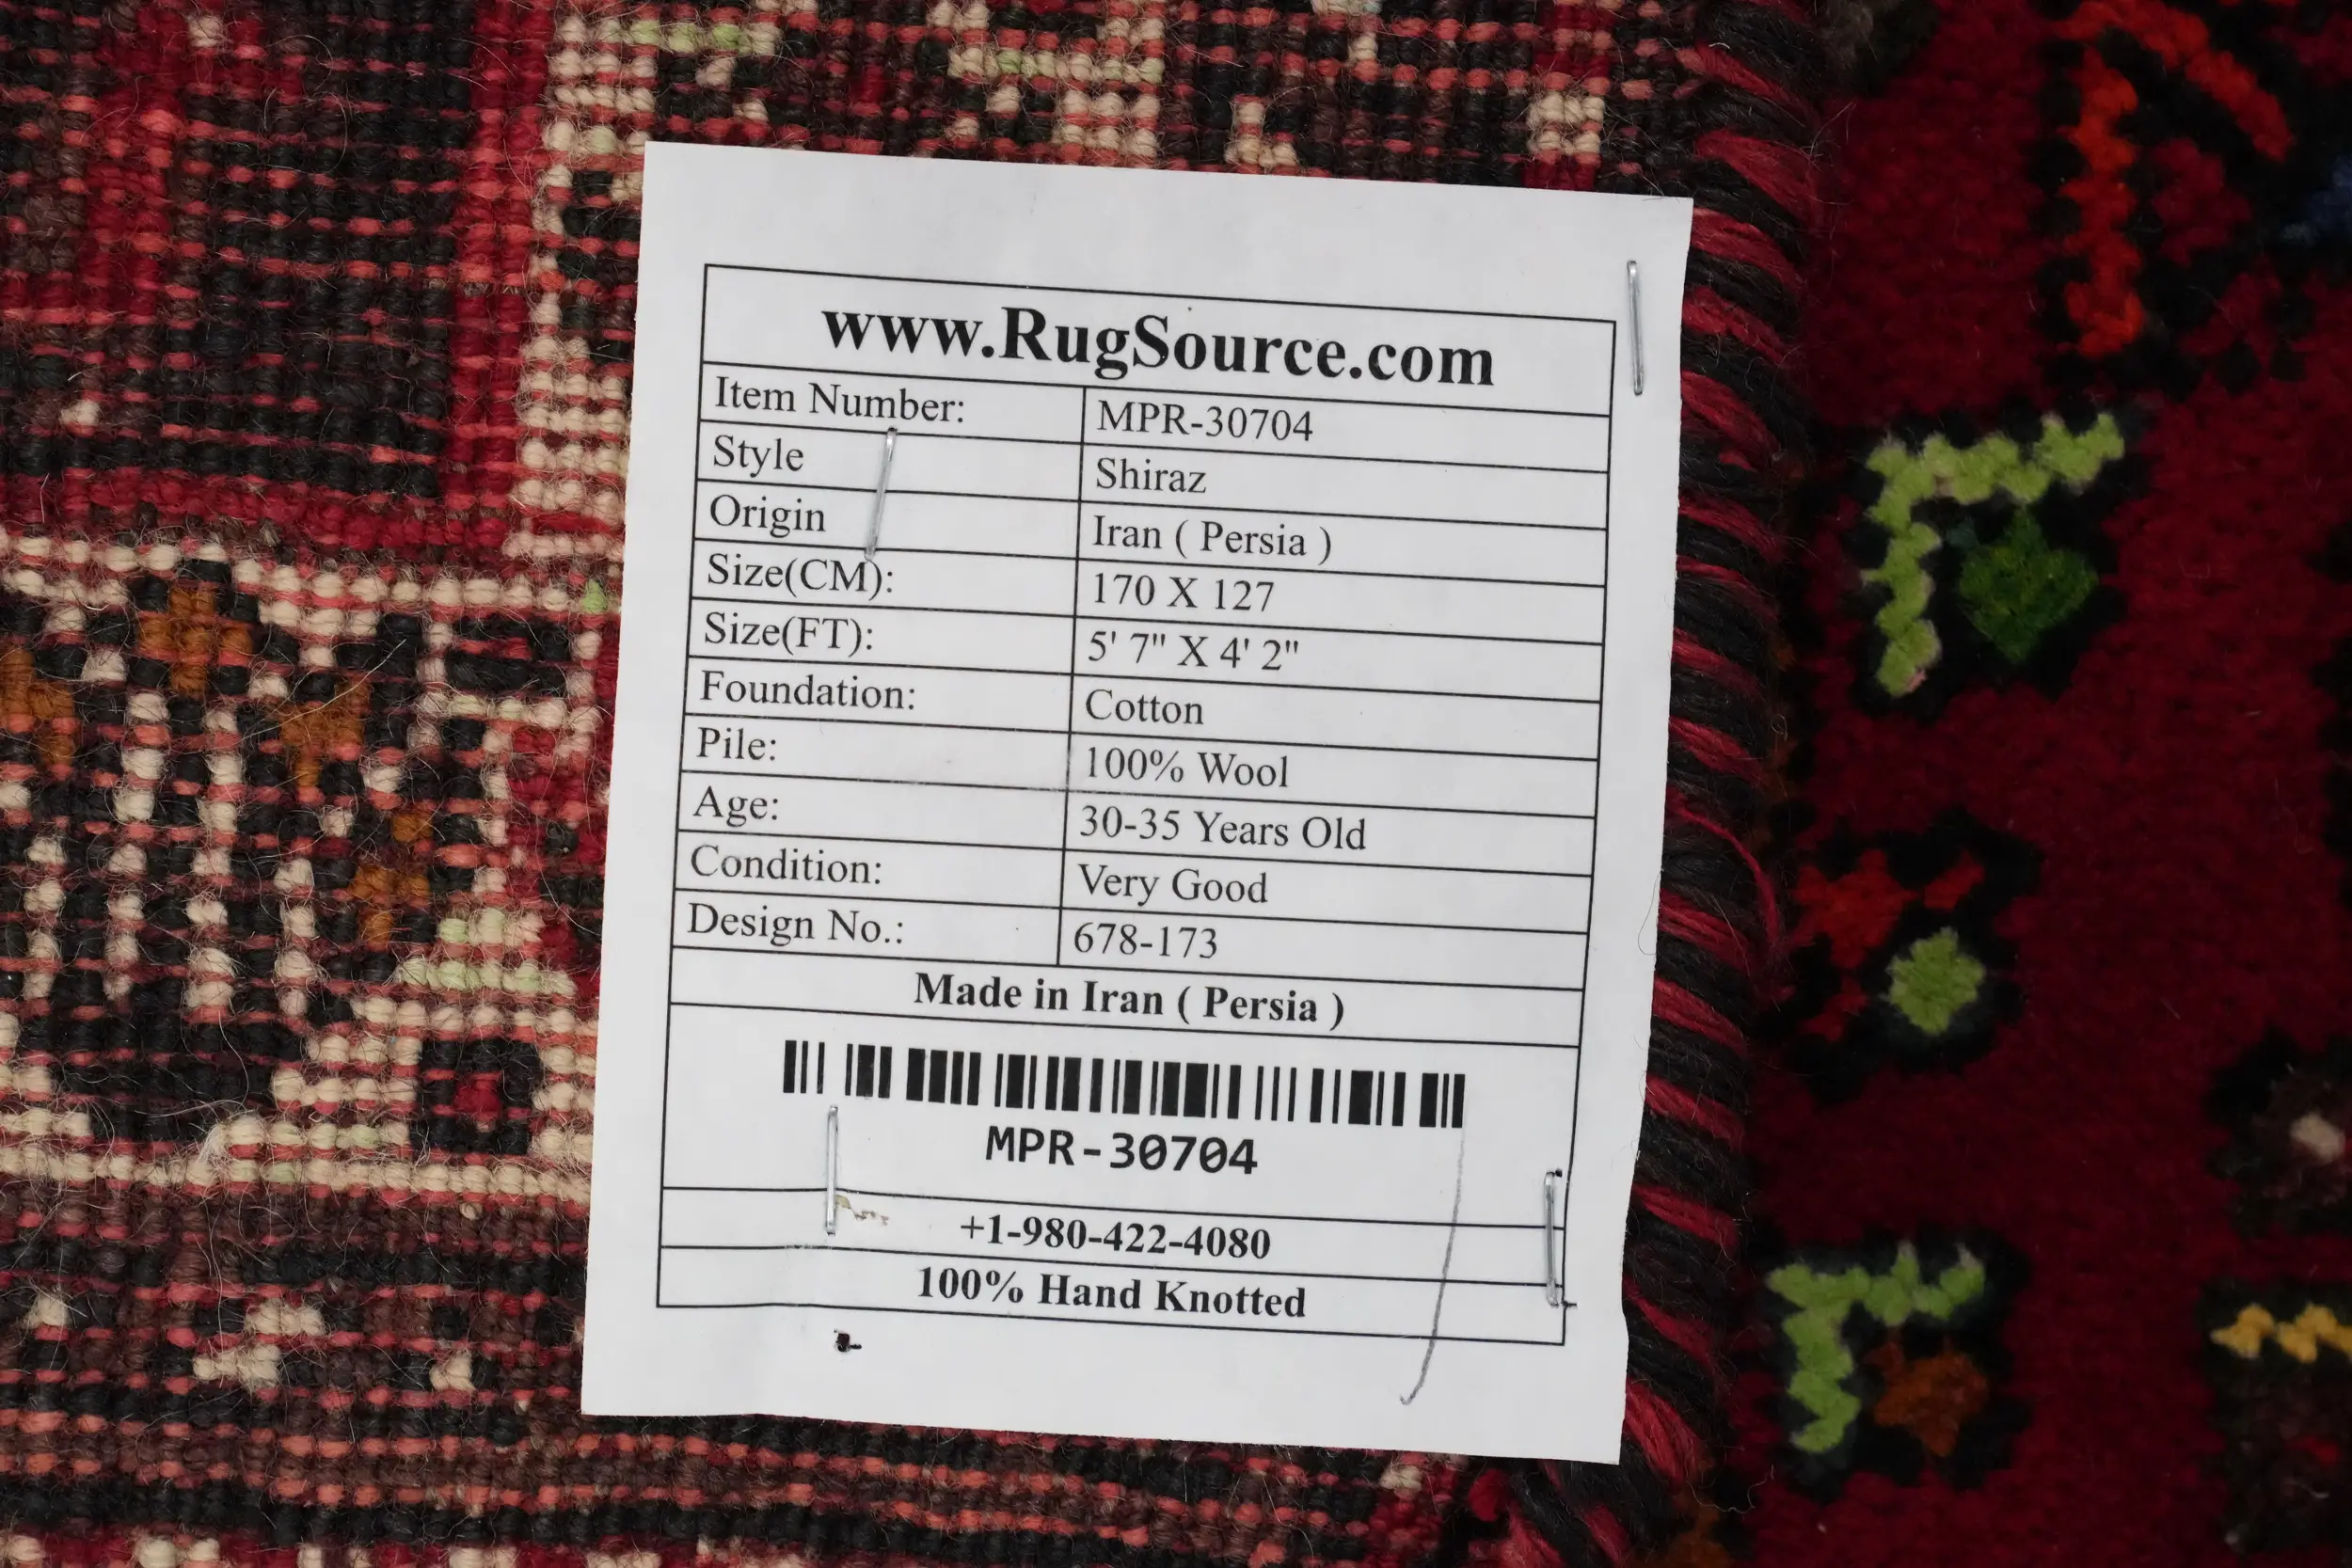 www.RugSource.com
Item Number: MPR-30704
Style Shiraz
Origin Iran ( Persia )
Size(CM): 170 X 127
Size(FT): 5' 7" X 4' 2"
Foundation: Cotton
Pile: 100% Wool
Age: 30-35 Years Old
Condition: Very Good
Design No.: 678-173
Made in Iran ( Persia )
MPR-30704
+1-980-422-4080
100% Hand Knotted